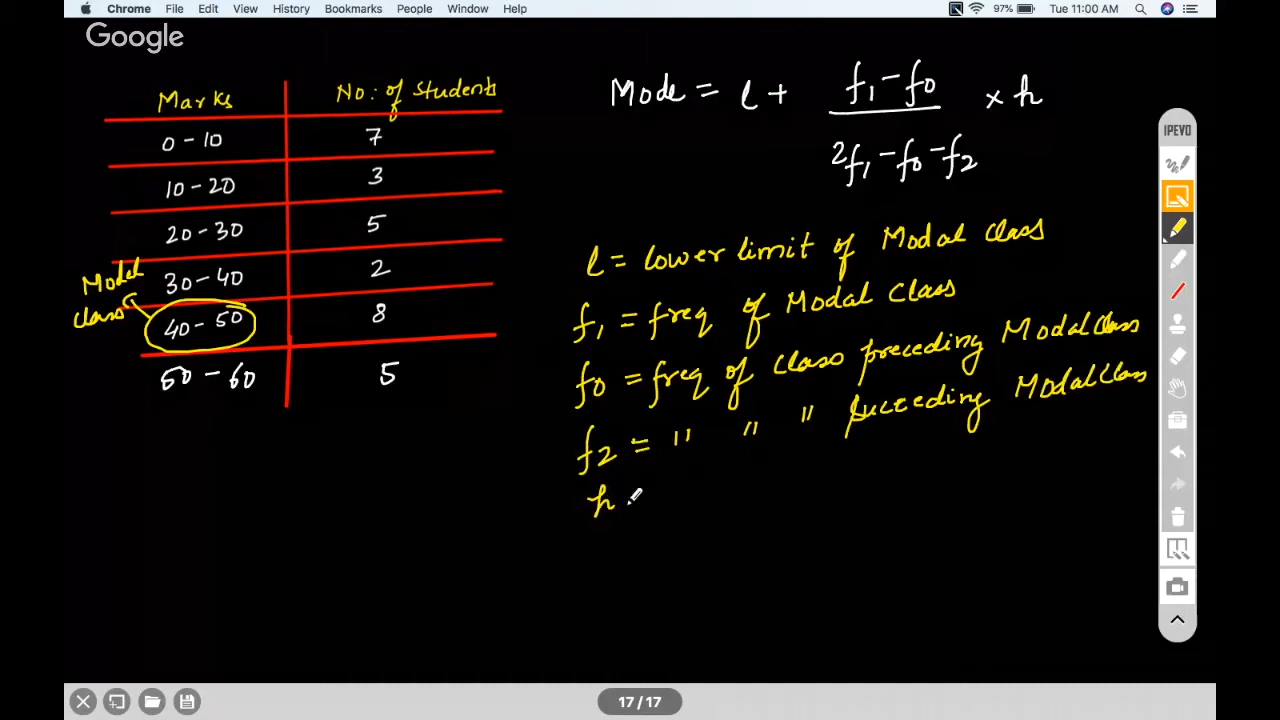 Chrome File Edit View History Bookmarks People Window Help 97% Tue 11:00 AM
Google
Marks No: of Students
0 - 10 7
10 - 20 3
20 - 30 5
30 - 40 2
40 - 50 8
50 - 60 5
Modal
class
Mode = l + f1 - f0 / 2f1 - f0 - f2 × h
l = lower limit of Modal class
f1 = freq of Modal Class
f0 = freq of class preceding Modal Class
f2 = " " " succeeding Modal Class
h
IPEVO
17 / 17